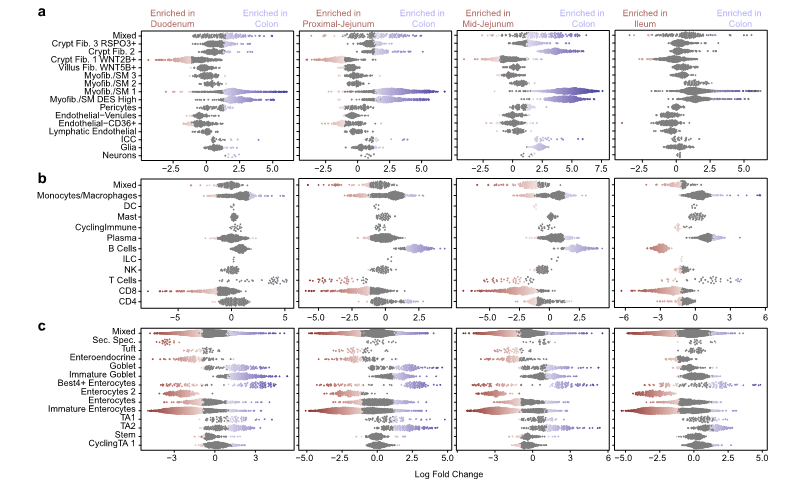 a
Enriched in Duodenum
Enriched in Colon
Enriched in Proximal-Jejunum
Enriched in Colon
Enriched in Mid-Jejunum
Enriched in Colon
Enriched in Ileum
Enriched in Colon
Mixed
Crypt Fib. 3 RSPO3+
Crypt Fib. 2
Crypt Fib. 1 WNT2B+
Villus Fib. WNT5B+
Myofib./SM 3
Myofib./SM 2
Myofib./SM 1
Myofib./SM DES High
Pericytes
Endothelial−Venules
Endothelial−CD36+
Lymphatic Endothelial
ICC
Glia
Neurons
−2.5 0.0 2.5 5.0
−2.5 0.0 2.5 5.0
−2.5 0.0 2.5 5.0 7.5
−2.5 0.0 2.5 5.0
b
Mixed
Monocytes/Macrophages
DC
Mast
CyclingImmune
Plasma
B Cells
ILC
NK
T Cells
CD8
CD4
−5 0 5
−5.0 −2.5 0.0 2.5
−5.0 −2.5 0.0 2.5
−6 −3 0 3 6
c
Mixed
Sec. Spec.
Tuft
Enteroendocrine
Goblet
Immature Goblet
Best4+ Enterocytes
Enterocytes 2
Enterocytes
Immature Enterocytes
TA1
TA2
Stem
CyclingTA 1
−3 0 3
−5.0 −2.5 0.0 2.5 5.0
−3 0 3 6
−5.0 −2.5 0.0 2.5 5.0
Log Fold Change